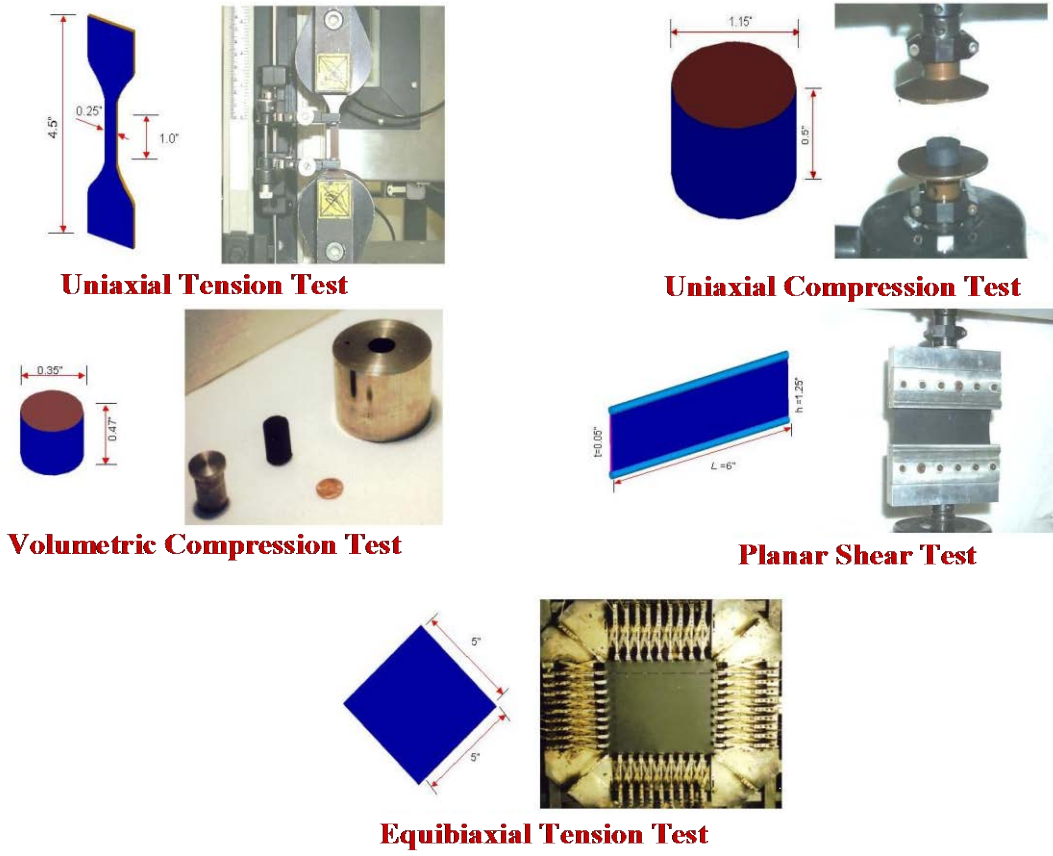 1.15"
4.5"
0.25"
1.0"
0.5"
Uniaxial Tension Test
Uniaxial Compression Test
0.35"
0.47"
t=0.05"
L =6"
h =1.25"
Volumetric Compression Test
Planar Shear Test
5"
5"
Equibiaxial Tension Test